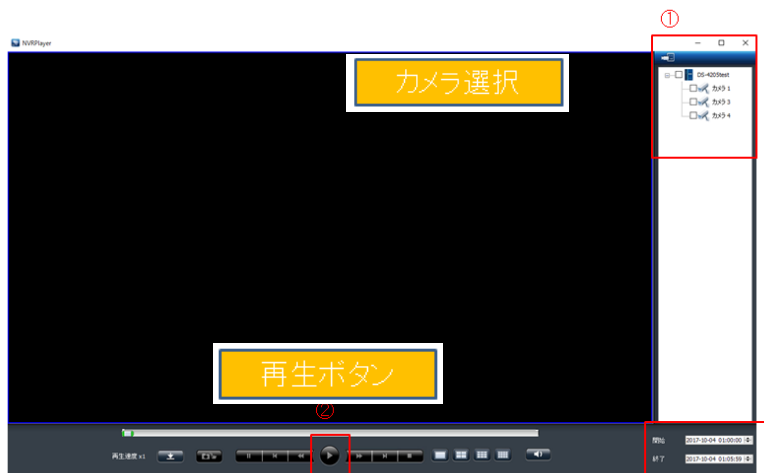 ①
NVRPlayer
カメラ選択
DS-4205test
カメラ 1
カメラ 3
カメラ 4
再生ボタン
②
開始 2017-10-04 01:00:00
再生速度 x1
終了 2017-10-04 01:05:59